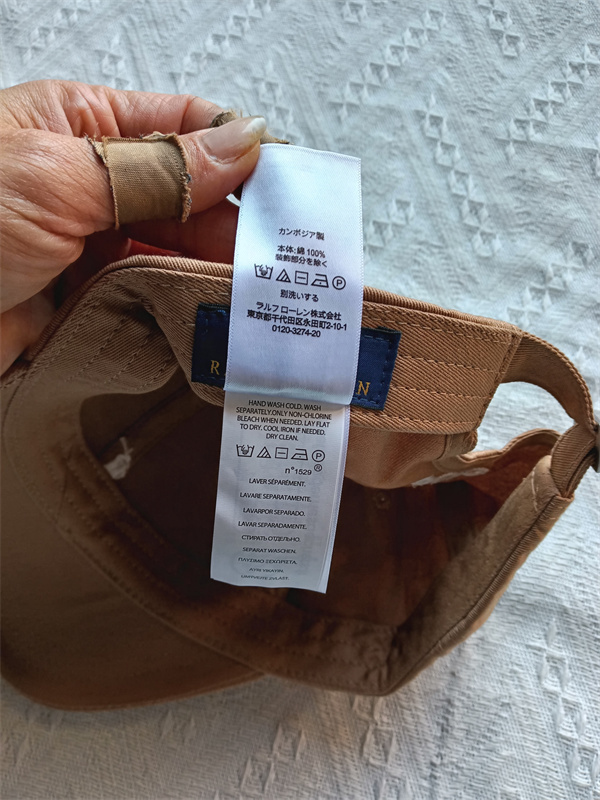 カンボジア製
本体: 綿 100%
装飾部分を除く
P
別洗いする
ラルフ ローレン株式会社
東京都千代田区永田町2-10-1
0120-3274-20
R N
HAND WASH COLD. WASH
SEPARATELY.ONLY NON-CHLORINE
BLEACH WHEN NEEDED. LAY FLAT
TO DRY. COOL IRON IF NEEDED.
DRY CLEAN.
P
n°1529 ®
LAVER SÉPARÉMENT.
LAVARE SEPARATAMENTE.
LAVARPOR SEPARADO.
LAVAR SEPARADAMENTE.
СТИРАТЬ ОТДЕЛЬНО.
SEPARAT WASCHEN.